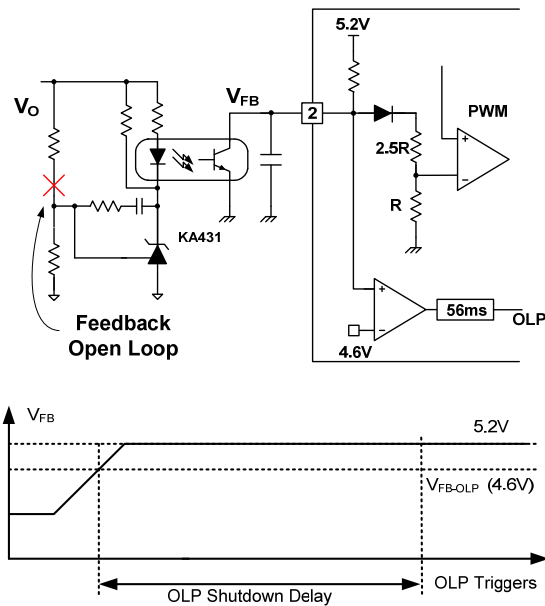 5.2V
VO
VFB
2
PWM
2.5R
R
KA431
Feedback
Open Loop
56ms
OLP
4.6V
VFB
5.2V
VFB-OLP (4.6V)
OLP Shutdown Delay
OLP Triggers
+
−
+
−